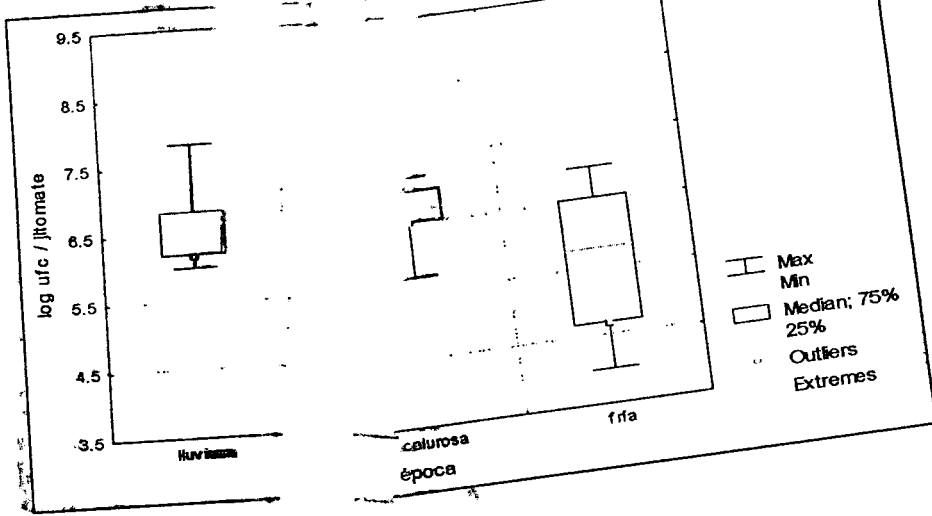 log ufc / jitomate
9.5
8.5
7.5
6.5
5.5
4.5
3.5
lluviosa
calurosa
fría
época
Max
Min
Median; 75%
25%
Outliers
Extremes